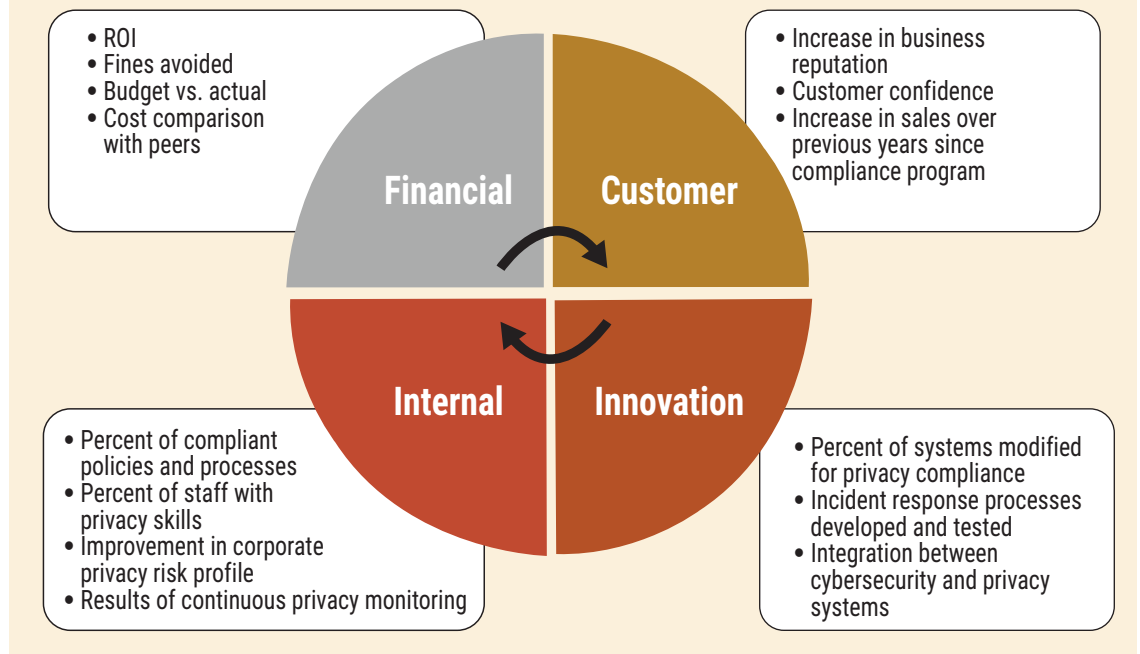 • ROI
• Fines avoided
• Budget vs. actual
• Cost comparison
with peers
• Increase in business
reputation
• Customer confidence
• Increase in sales over
previous years since
compliance program
Financial
Customer
Internal
Innovation
• Percent of compliant
policies and processes
• Percent of staff with
privacy skills
• Improvement in corporate
privacy risk profile
• Results of continuous privacy monitoring
• Percent of systems modified
for privacy compliance
• Incident response processes
developed and tested
• Integration between
cybersecurity and privacy
systems